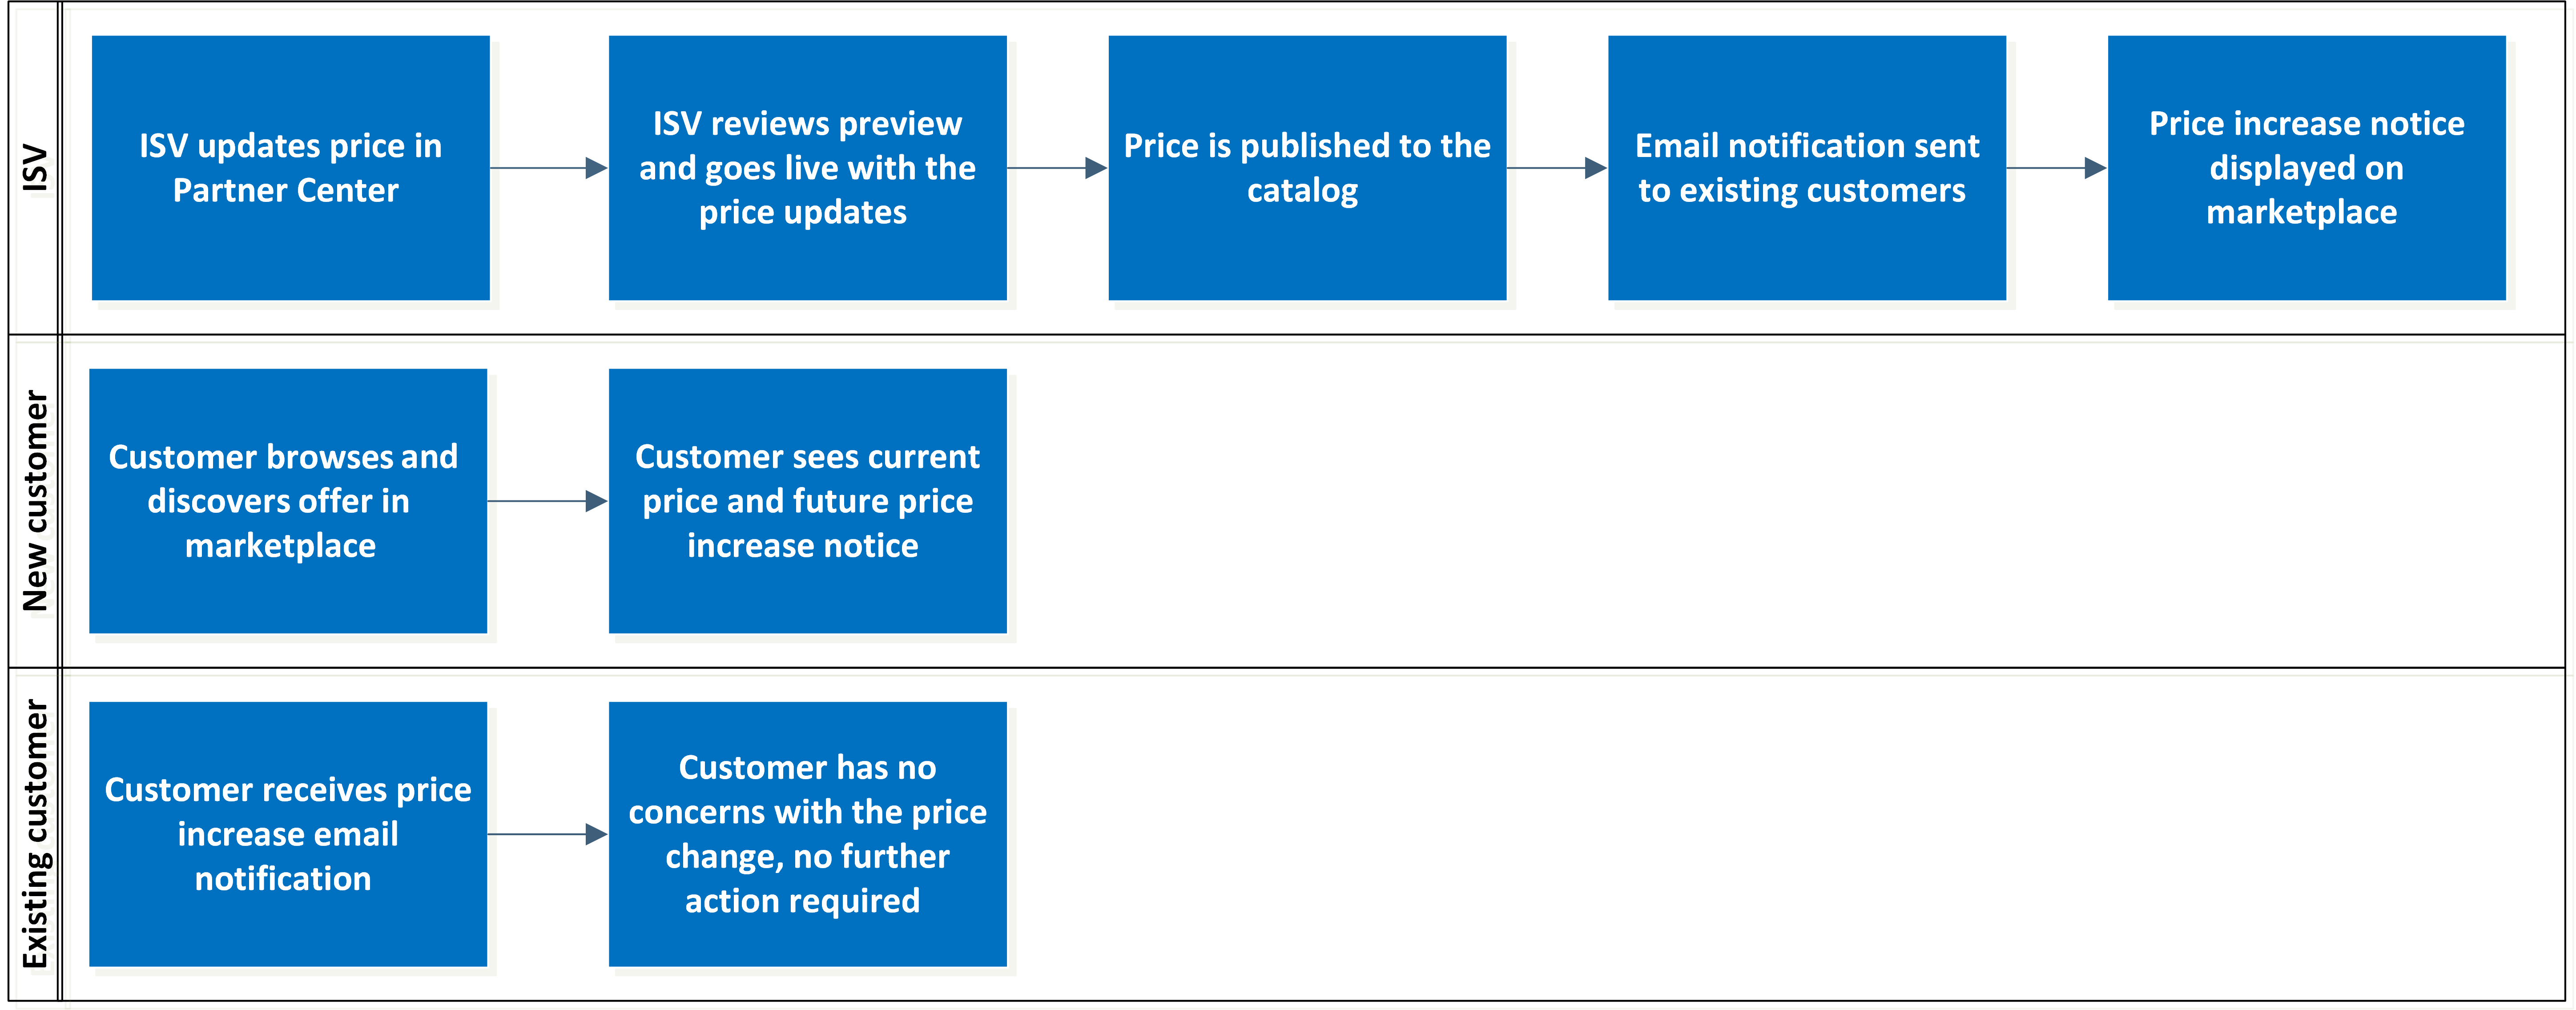 ISV
ISV updates price in
Partner Center
ISV reviews preview
and goes live with the
price updates
Price is published to the
catalog
Email notification sent
to existing customers
Price increase notice
displayed on
marketplace
New customer
Customer browses and
discovers offer in
marketplace
Customer sees current
price and future price
increase notice
Existing customer
Customer receives price
increase email
notification
Customer has no
concerns with the price
change, no further
action required